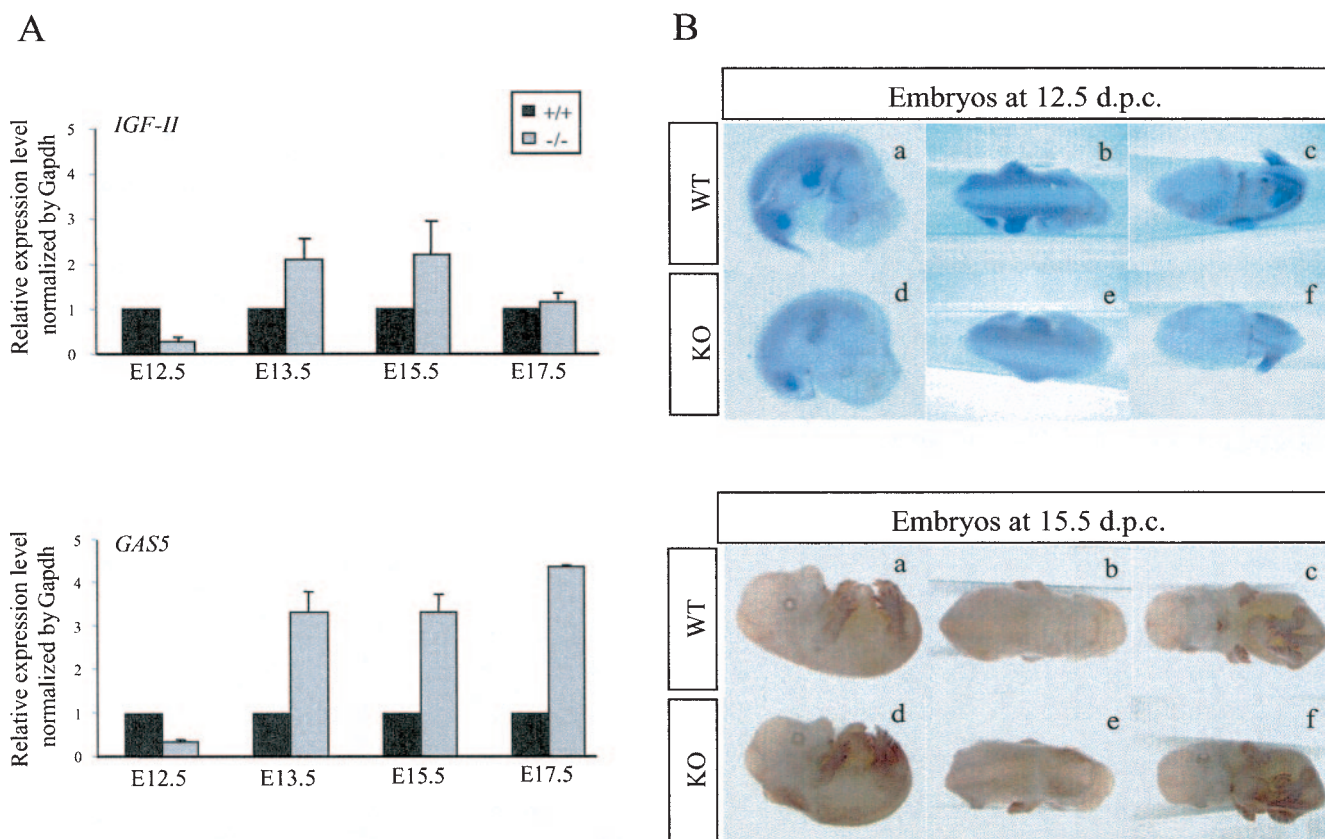 A
IGF-II
+/+
-/-
Relative expression level
normalized by Gapdh
5
4
3
2
1
0
E12.5 E13.5 E15.5 E17.5
GAS5
Relative expression level
normalized by Gapdh
5
4
3
2
1
0
E12.5 E13.5 E15.5 E17.5
B
Embryos at 12.5 d.p.c.
WT
a b c
KO
d e f
Embryos at 15.5 d.p.c.
WT
a b c
KO
d e f